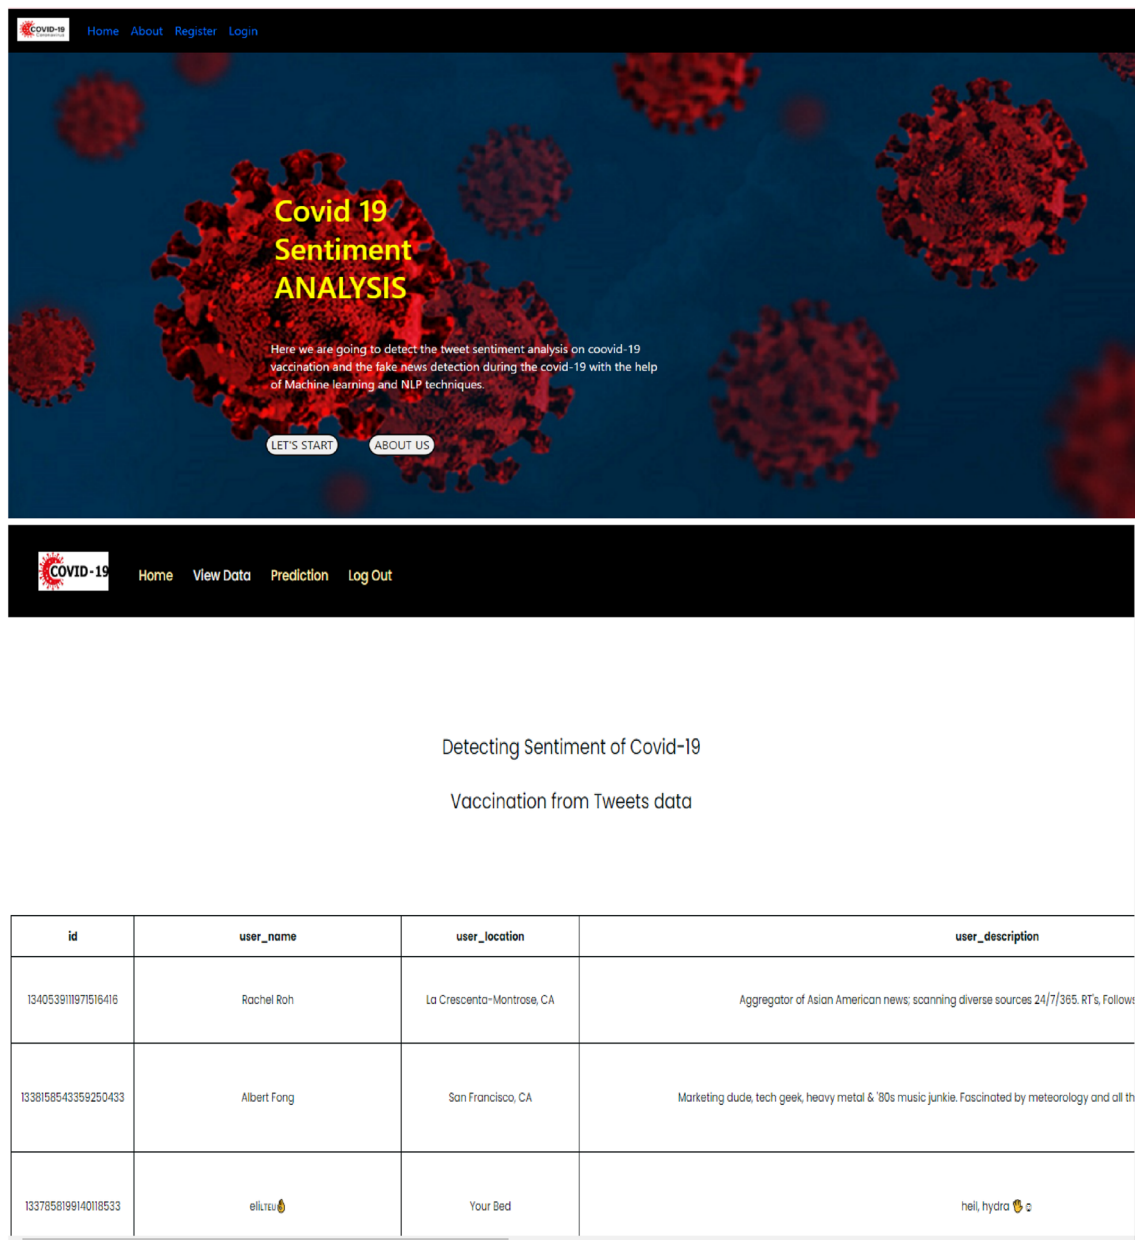 COVID-19
Coronavirus
Home About Register Login
Covid 19
Sentiment
ANALYSIS
Here we are going to detect the tweet sentiment analysis on coovid-19
vaccination and the fake news detection during the covid-19 with the help
of Machine learning and NLP techniques.
LET'S START ABOUT US
COVID-19
Home View Data Prediction Log Out
Detecting Sentiment of Covid-19
Vaccination from Tweets data
id user_name user_location user_description
1340539111971516416 Rachel Roh La Crescenta-Montrose, CA Aggregator of Asian American news; scanning diverse sources 24/7/365. RT's, Follows
1338158543359250433 Albert Fong San Francisco, CA Marketing dude, tech geek, heavy metal & '80s music junkie. Fascinated by meteorology and all th
1337858199140118533 eli🇱🇹🇪🇺👌 Your Bed heil, hydra 🖐☺